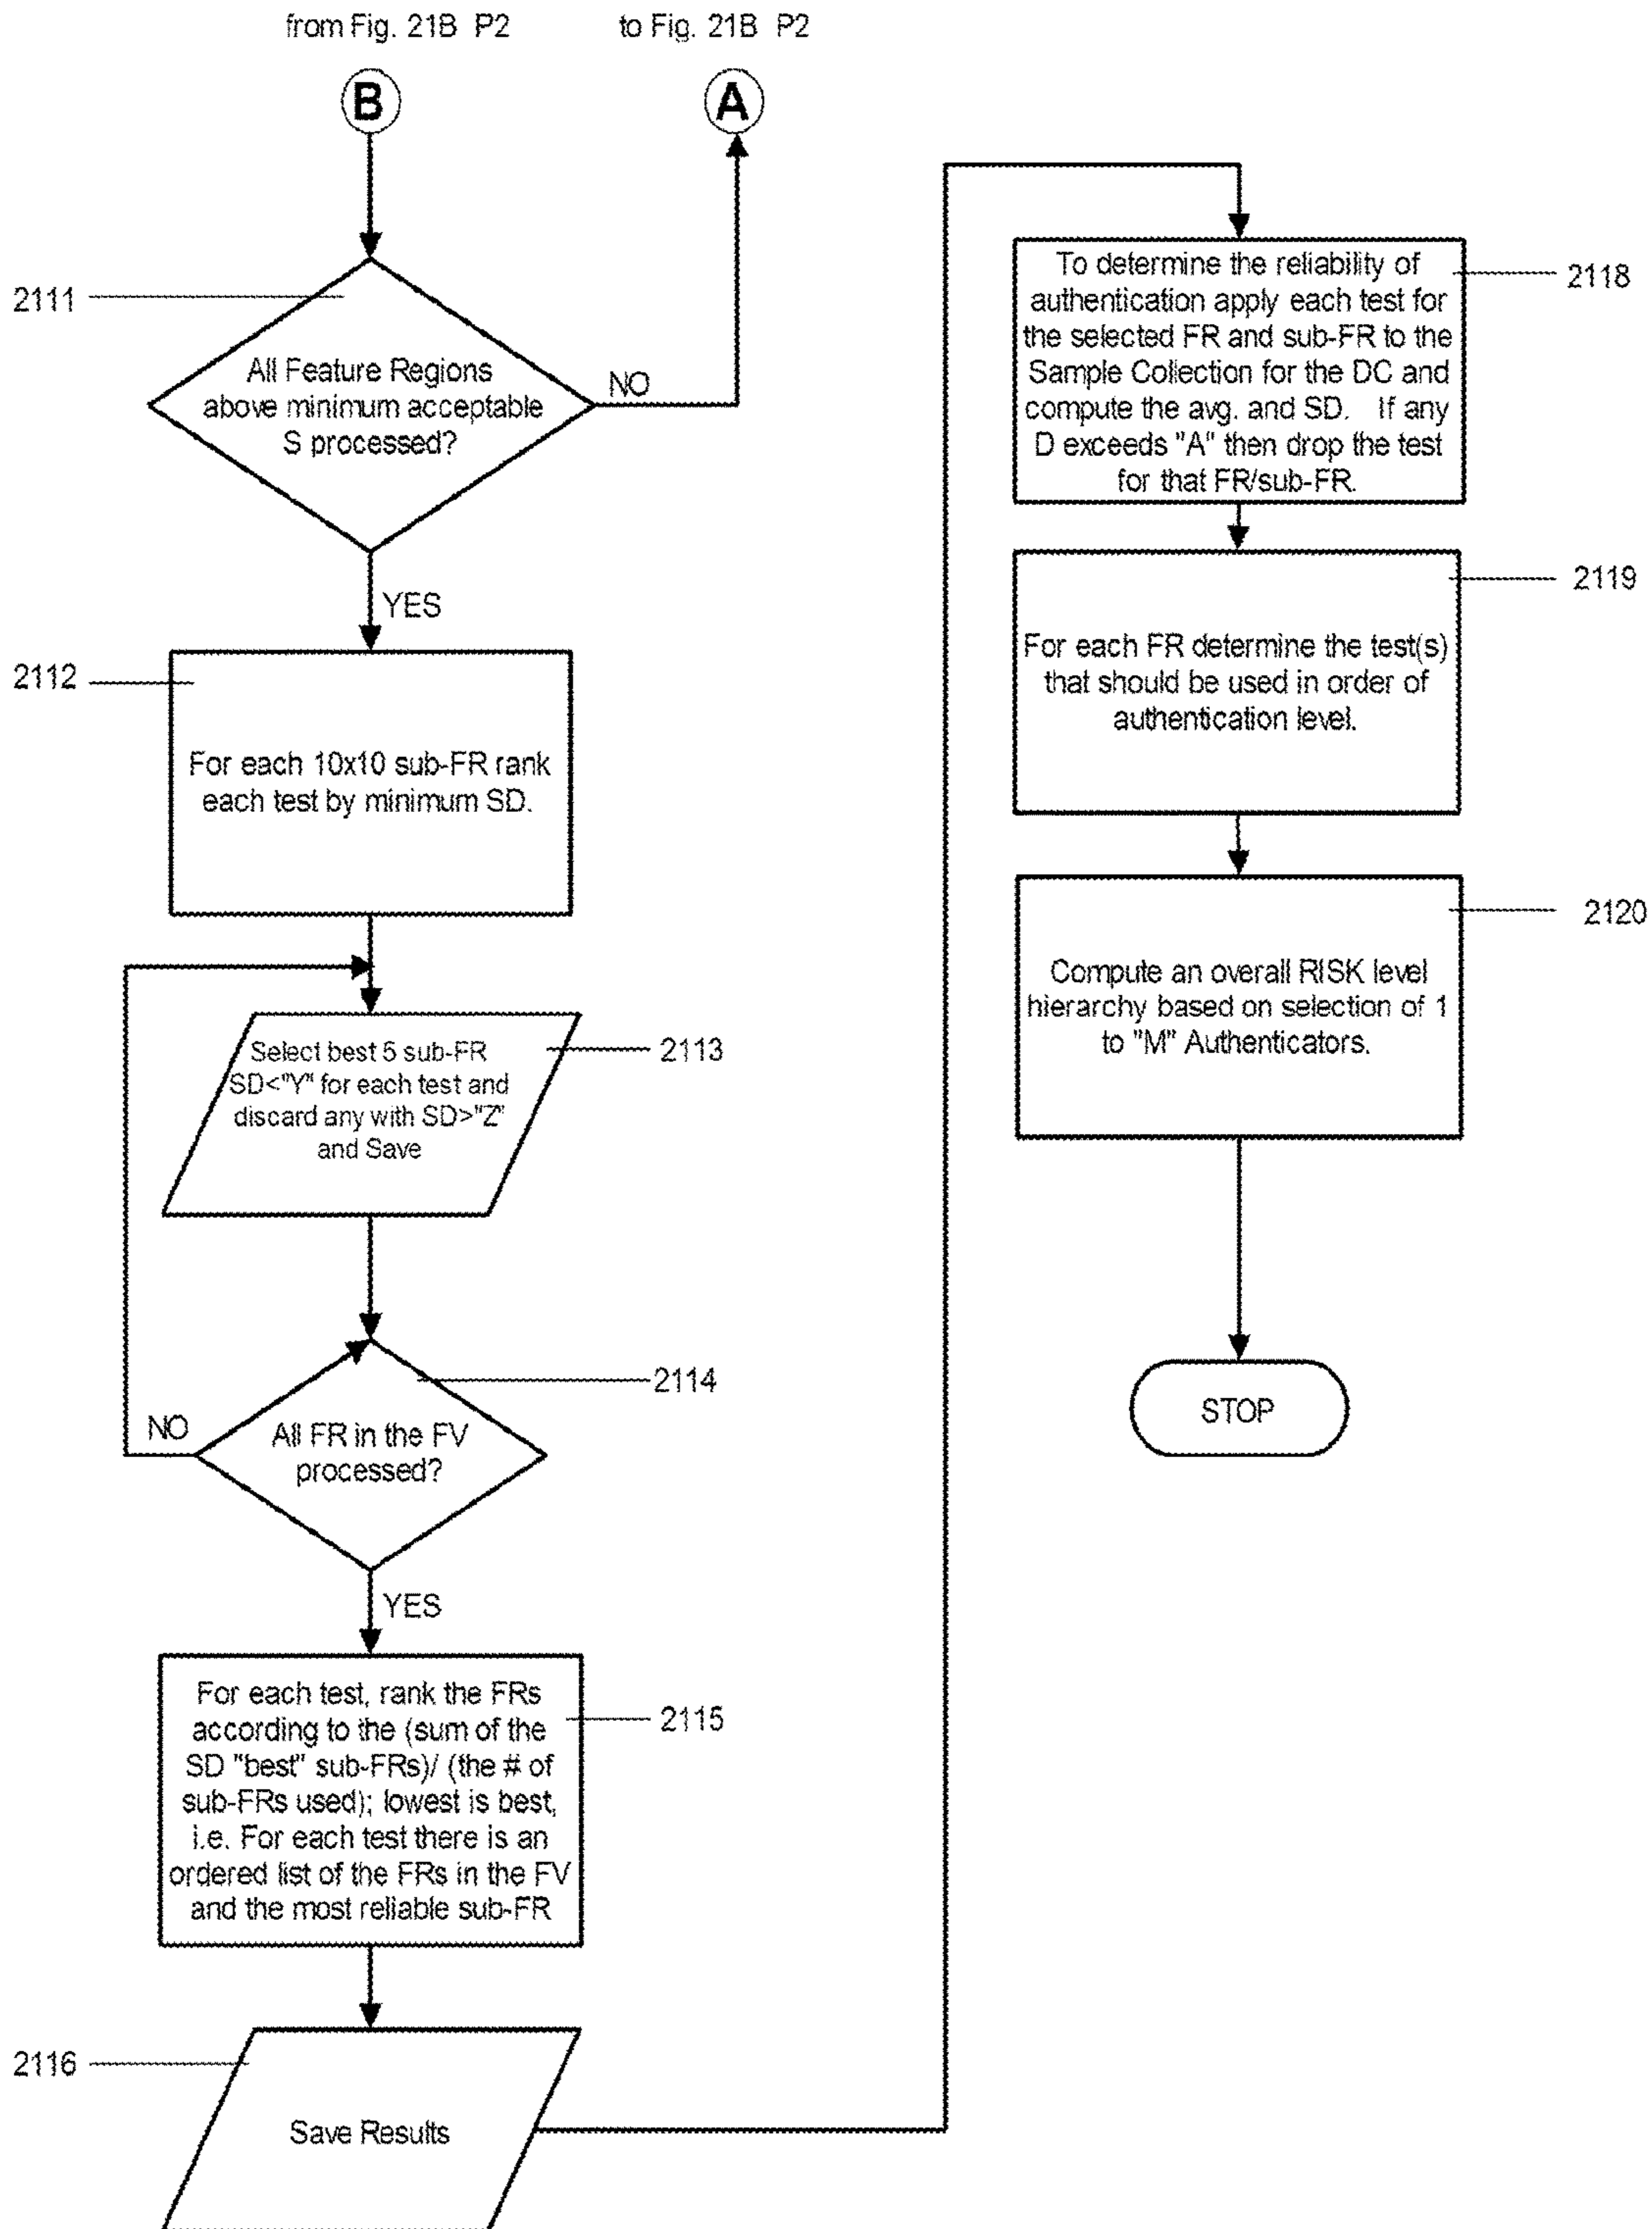 from Fig. 21B P2
to Fig. 21B P2
B
A
2111
All Feature Regions
above minimum acceptable
S processed?
NO
YES
2112
For each 10x10 sub-FR rank
each test by minimum SD.
Select best 5 sub-FR
SD<"Y" for each test and
discard any with SD>"Z"
and Save
2113
2114
NO
All FR in the FV
processed?
YES
For each test, rank the FRs
according to the (sum of the
SD "best" sub-FRs)/ (the # of
sub-FRs used); lowest is best,
i.e. For each test there is an
ordered list of the FRs in the FV
and the most reliable sub-FR
2115
2116
Save Results
To determine the reliability of
authentication apply each test for
the selected FR and sub-FR to the
Sample Collection for the DC and
compute the avg. and SD. If any
D exceeds "A" then drop the test
for that FR/sub-FR.
2118
2119
For each FR determine the test(s)
that should be used in order of
authentication level.
2120
Compute an overall RISK level
hierarchy based on selection of 1
to "M" Authenticators.
STOP